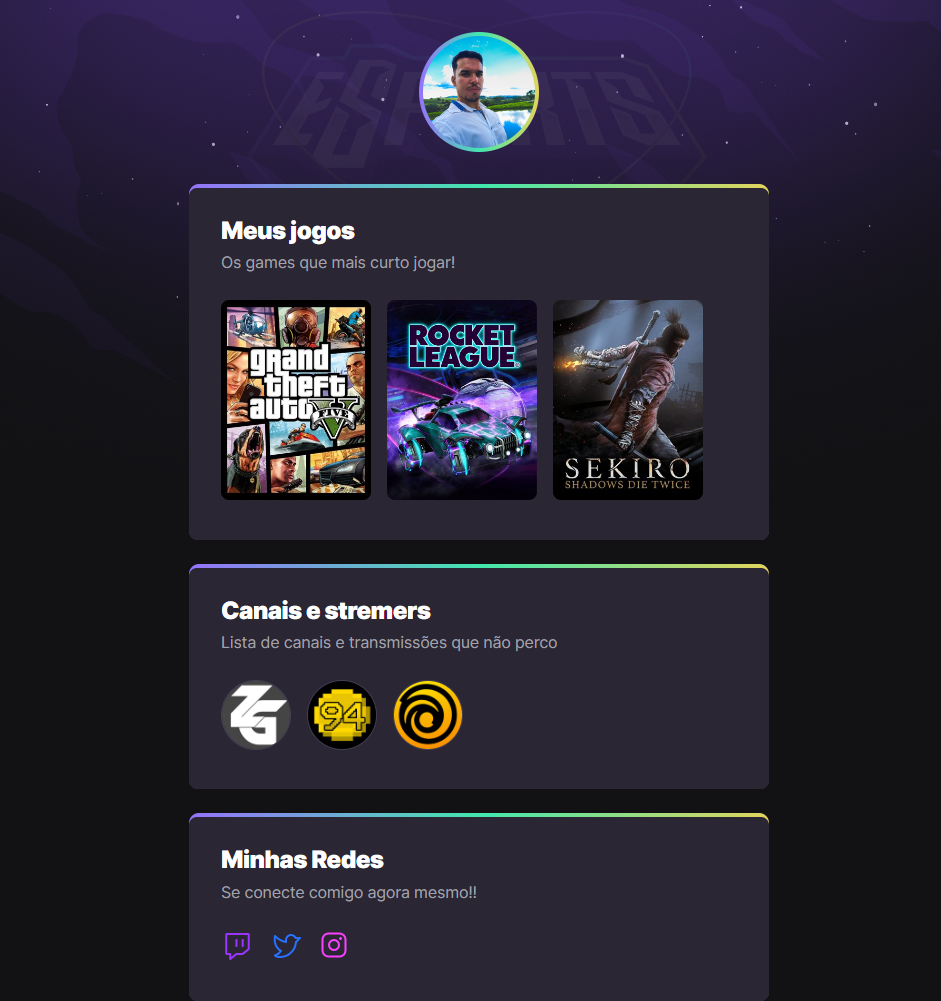 ESPORTS
Meus jogos
Os games que mais curto jogar!
grand
theft
auto
FIVE
V
ROCKET
LEAGUE
SEKIRO
SHADOWS DIE TWICE
Canais e stremers
Lista de canais e transmissões que não perco
ZG
94
Minhas Redes
Se conecte comigo agora mesmo!!